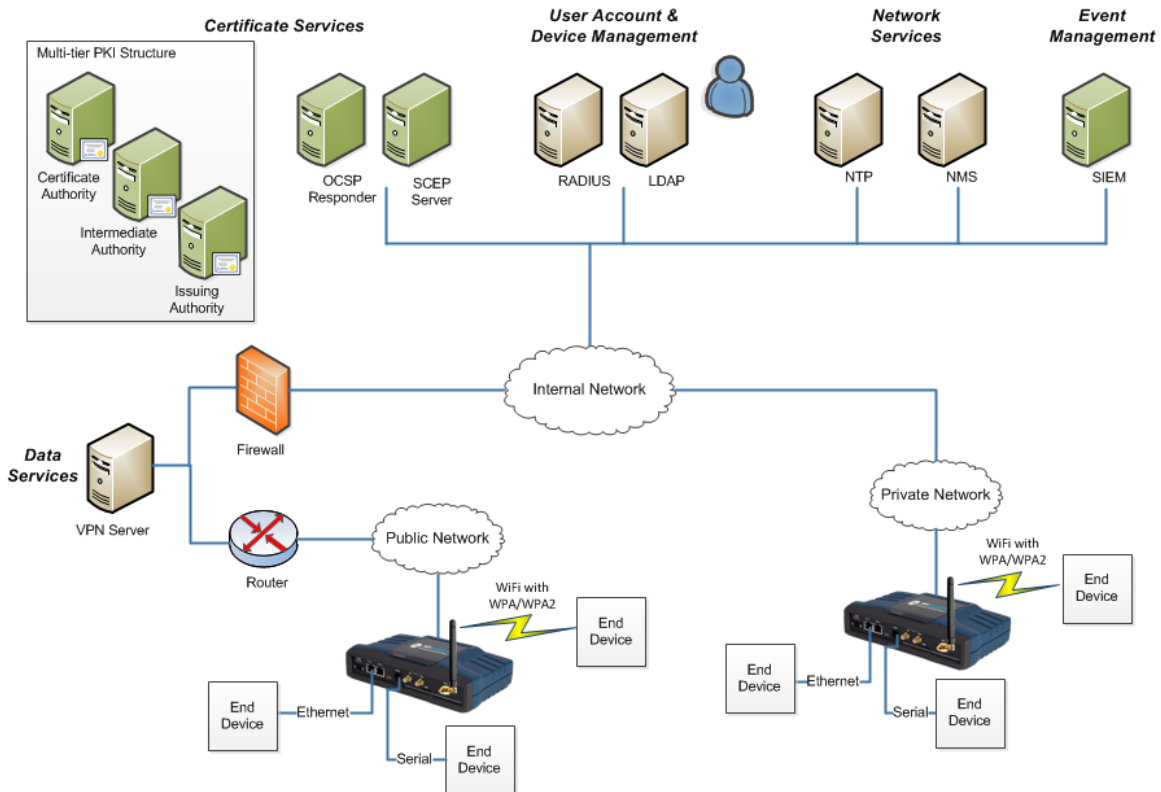 Certificate Services
User Account &
Device Management
Network
Services
Event
Management
Multi-tier PKI Structure
Certificate
Authority
Intermediate
Authority
Issuing
Authority
OCSP
Responder
SCEP
Server
RADIUS
LDAP
NTP
NMS
SIEM
Internal Network
Firewall
Data
Services
VPN Server
Router
Public Network
Private Network
WiFi with
WPA/WPA2
End
Device
End
Device
Ethernet
Serial
End
Device
WiFi with
WPA/WPA2
End
Device
End
Device
Ethernet
Serial
End
Device